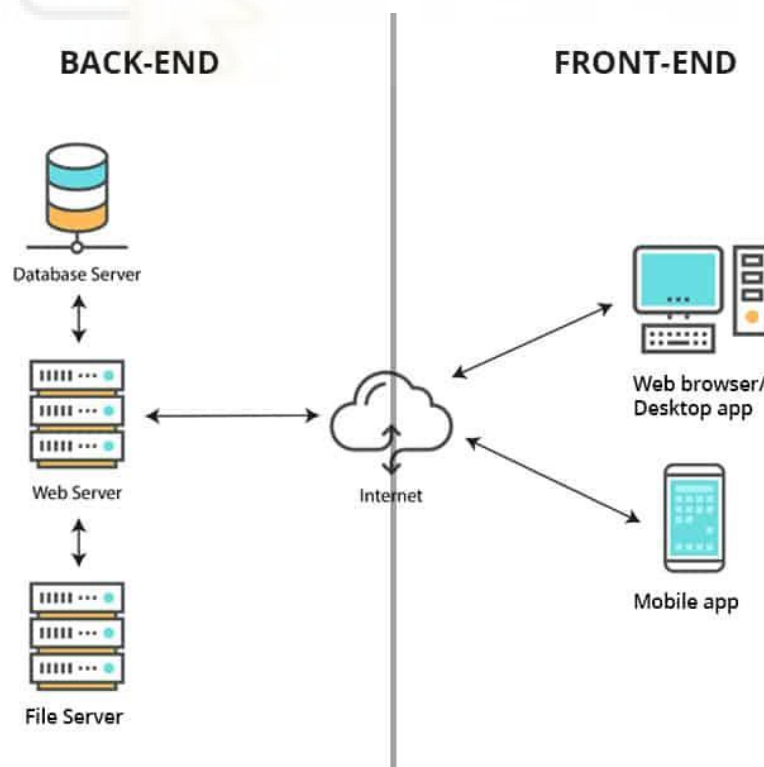 BACK-END
FRONT-END
Database Server
Web Server
File Server
Internet
Web browser/
Desktop app
Mobile app